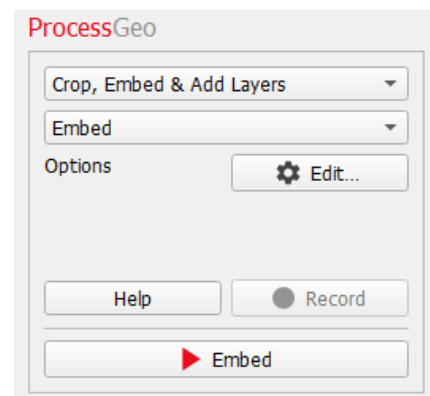 ProcessGeo
Crop, Embed & Add Layers
Embed
Options
Edit...
Help
Record
Embed